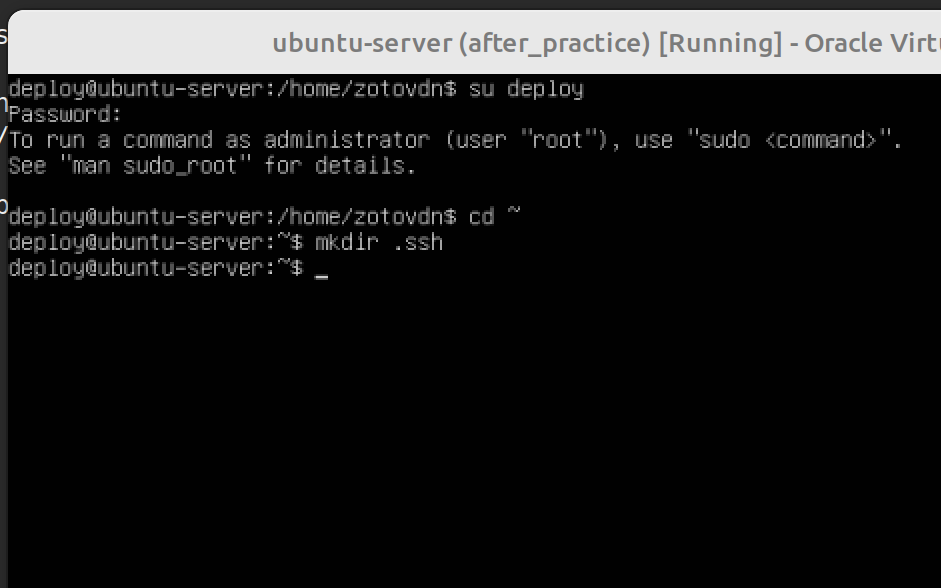 ubuntu-server (after_practice) [Running] - Oracle
deploy@ubuntu-server:/home/zotovdn$ su deploy
Password:
To run a command as administrator (user "root"), use "sudo <command>".
See "man sudo_root" for details.
deploy@ubuntu-server:/home/zotovdn$ cd ~
deploy@ubuntu-server:~$ mkdir .ssh
deploy@ubuntu-server:~$ _